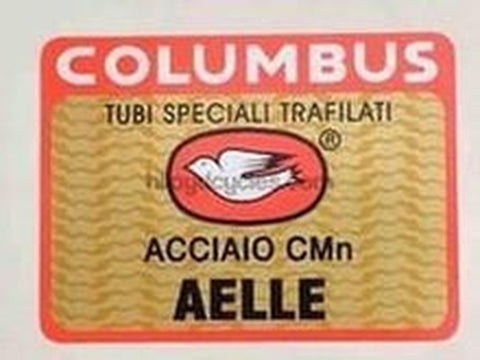 COLUMBUS
TUBI SPECIALI TRAFILATI
®
ACCIAIO CMn
AELLE